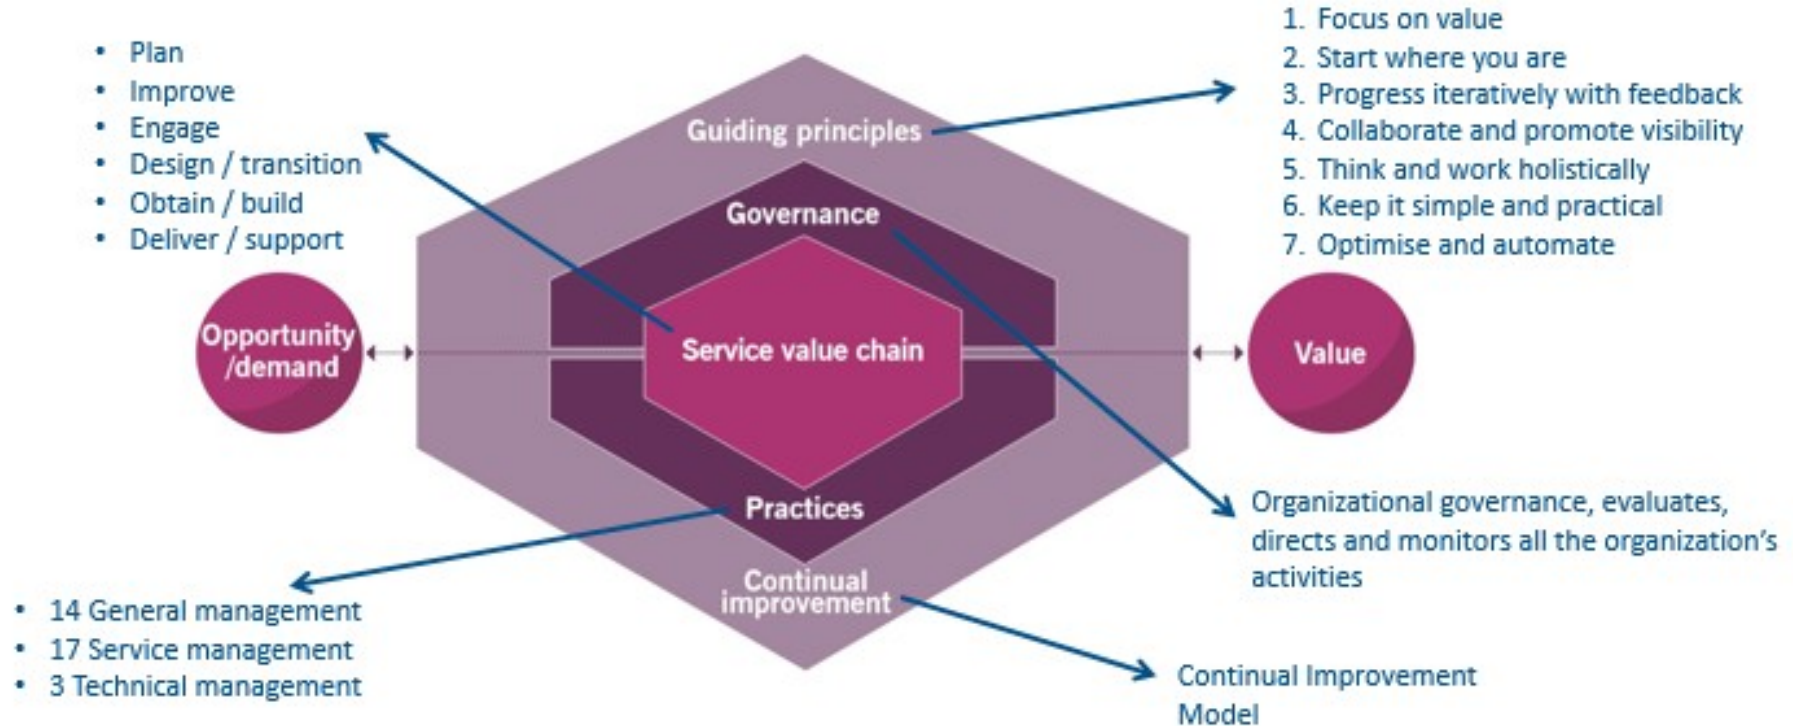 • Plan
• Improve
• Engage
• Design / transition
• Obtain / build
• Deliver / support
1. Focus on value
2. Start where you are
3. Progress iteratively with feedback
4. Collaborate and promote visibility
5. Think and work holistically
6. Keep it simple and practical
7. Optimise and automate
Guiding principles
Governance
Opportunity
/demand
Service value chain
Value
Practices
Continual
improvement
Organizational governance, evaluates,
directs and monitors all the organization's
activities
• 14 General management
• 17 Service management
• 3 Technical management
Continual Improvement
Model